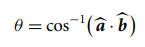 θ = cos⁻¹(â · b̂)